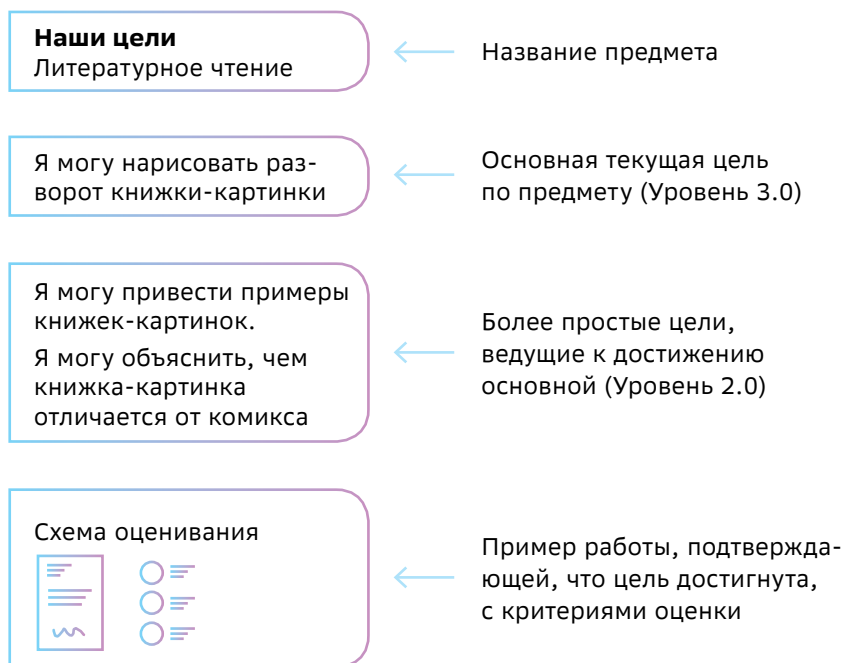 Наши цели
Литературное чтение
Название предмета
Я могу нарисовать раз-
ворот книжки-картинки
Основная текущая цель
по предмету (Уровень 3.0)
Я могу привести примеры
книжек-картинок.
Я могу объяснить, чем
книжка-картинка
отличается от комикса
Более простые цели,
ведущие к достижению
основной (Уровень 2.0)
Схема оценивания
Пример работы, подтвержда-
ющей, что цель достигнута,
с критериями оценки